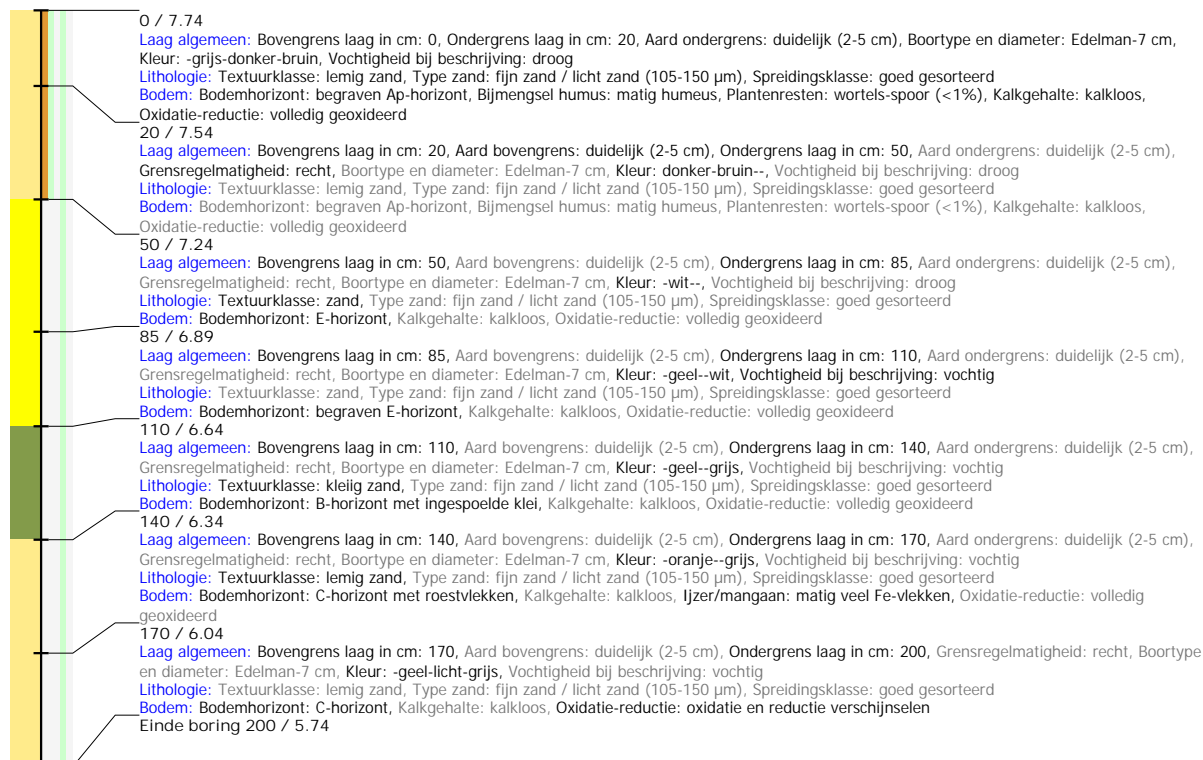 0 / 7.74
Laag algemeen: Bovengrens laag in cm: 0, Ondergrens laag in cm: 20, Aard ondergrens: duidelijk (2-5 cm), Boortype en diameter: Edelman-7 cm,
Kleur: -grijs-donker-bruin, Vochtigheid bij beschrijving: droog
Lithologie: Textuurklasse: lemig zand, Type zand: fijn zand / licht zand (105-150 µm), Spreidingsklasse: goed gesorteerd
Bodem: Bodemhorizont: begraven Ap-horizont, Bijmengsel humus: matig humeus, Plantenresten: wortels-spoor (<1%), Kalkgehalte: kalkloos,
Oxidatie-reductie: volledig geoxideerd
20 / 7.54
Laag algemeen: Bovengrens laag in cm: 20, Aard bovengrens: duidelijk (2-5 cm), Ondergrens laag in cm: 50, Aard ondergrens: duidelijk (2-5 cm),
Grensregelmatigheid: recht, Boortype en diameter: Edelman-7 cm, Kleur: donker-bruin--, Vochtigheid bij beschrijving: droog
Lithologie: Textuurklasse: lemig zand, Type zand: fijn zand / licht zand (105-150 µm), Spreidingsklasse: goed gesorteerd
Bodem: Bodemhorizont: begraven Ap-horizont, Bijmengsel humus: matig humeus, Plantenresten: wortels-spoor (<1%), Kalkgehalte: kalkloos,
Oxidatie-reductie: volledig geoxideerd
50 / 7.24
Laag algemeen: Bovengrens laag in cm: 50, Aard bovengrens: duidelijk (2-5 cm), Ondergrens laag in cm: 85, Aard ondergrens: duidelijk (2-5 cm),
Grensregelmatigheid: recht, Boortype en diameter: Edelman-7 cm, Kleur: -wit--, Vochtigheid bij beschrijving: droog
Lithologie: Textuurklasse: zand, Type zand: fijn zand / licht zand (105-150 µm), Spreidingsklasse: goed gesorteerd
Bodem: Bodemhorizont: E-horizont, Kalkgehalte: kalkloos, Oxidatie-reductie: volledig geoxideerd
85 / 6.89
Laag algemeen: Bovengrens laag in cm: 85, Aard bovengrens: duidelijk (2-5 cm), Ondergrens laag in cm: 110, Aard ondergrens: duidelijk (2-5 cm),
Grensregelmatigheid: recht, Boortype en diameter: Edelman-7 cm, Kleur: -geel--wit, Vochtigheid bij beschrijving: vochtig
Lithologie: Textuurklasse: zand, Type zand: fijn zand / licht zand (105-150 µm), Spreidingsklasse: goed gesorteerd
Bodem: Bodemhorizont: begraven E-horizont, Kalkgehalte: kalkloos, Oxidatie-reductie: volledig geoxideerd
110 / 6.64
Laag algemeen: Bovengrens laag in cm: 110, Aard bovengrens: duidelijk (2-5 cm), Ondergrens laag in cm: 140, Aard ondergrens: duidelijk (2-5 cm),
Grensregelmatigheid: recht, Boortype en diameter: Edelman-7 cm, Kleur: -geel--grijs, Vochtigheid bij beschrijving: vochtig
Lithologie: Textuurklasse: kleiig zand, Type zand: fijn zand / licht zand (105-150 µm), Spreidingsklasse: goed gesorteerd
Bodem: Bodemhorizont: B-horizont met ingespoelde klei, Kalkgehalte: kalkloos, Oxidatie-reductie: volledig geoxideerd
140 / 6.34
Laag algemeen: Bovengrens laag in cm: 140, Aard bovengrens: duidelijk (2-5 cm), Ondergrens laag in cm: 170, Aard ondergrens: duidelijk (2-5 cm),
Grensregelmatigheid: recht, Boortype en diameter: Edelman-7 cm, Kleur: -oranje--grijs, Vochtigheid bij beschrijving: vochtig
Lithologie: Textuurklasse: lemig zand, Type zand: fijn zand / licht zand (105-150 µm), Spreidingsklasse: goed gesorteerd
Bodem: Bodemhorizont: C-horizont met roestvlekken, Kalkgehalte: kalkloos, Ijzer/mangaan: matig veel Fe-vlekken, Oxidatie-reductie: volledig
geoxideerd
170 / 6.04
Laag algemeen: Bovengrens laag in cm: 170, Aard bovengrens: duidelijk (2-5 cm), Ondergrens laag in cm: 200, Grensregelmatigheid: recht, Boortype
en diameter: Edelman-7 cm, Kleur: -geel-licht-grijs, Vochtigheid bij beschrijving: vochtig
Lithologie: Textuurklasse: lemig zand, Type zand: fijn zand / licht zand (105-150 µm), Spreidingsklasse: goed gesorteerd
Bodem: Bodemhorizont: C-horizont, Kalkgehalte: kalkloos, Oxidatie-reductie: oxidatie en reductie verschijnselen
Einde boring 200 / 5.74